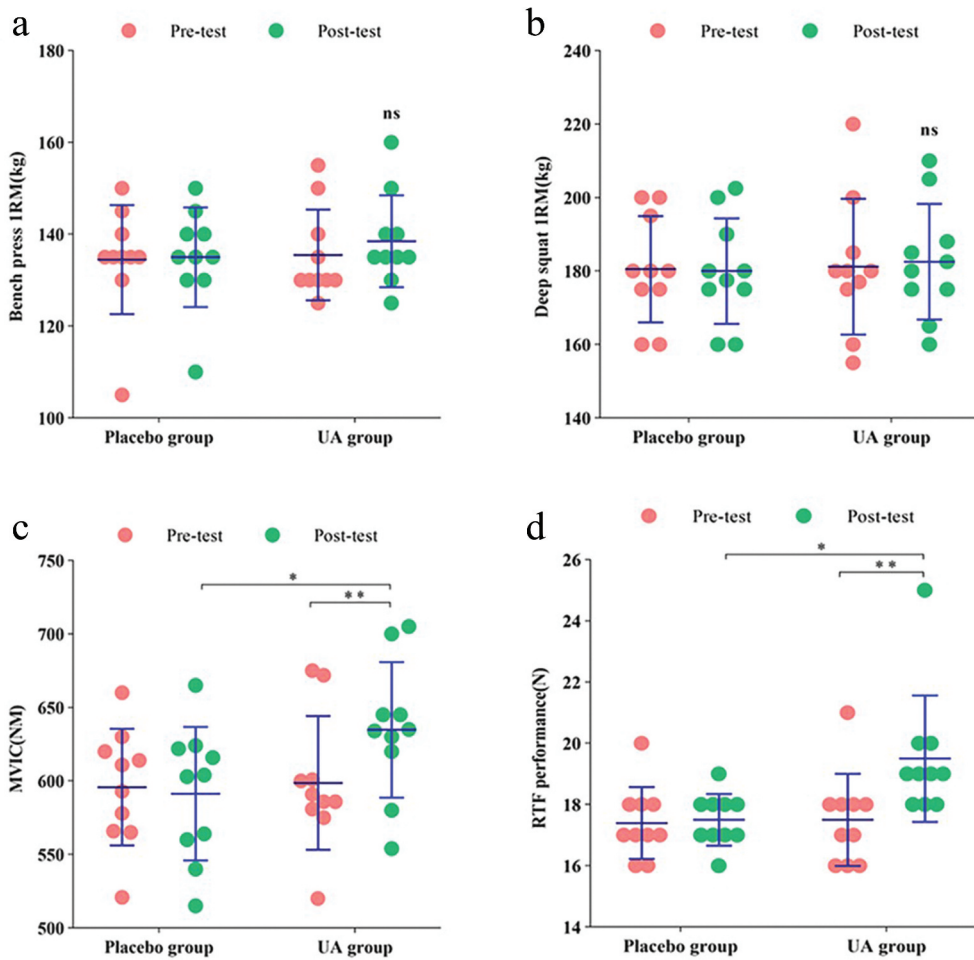 a
Pre-test Post-test
Bench press 1RM(kg)
180
160
140
120
100
ns
Placebo group UA group
b
Pre-test Post-test
Deep squat 1RM(kg)
240
220
200
180
160
140
ns
Placebo group UA group
c
Pre-test Post-test
MVIC(NM)
750
700
650
600
550
500
*
**
Placebo group UA group
d
Pre-test Post-test
RTF performance(N)
26
24
22
20
18
16
14
*
**
Placebo group UA group